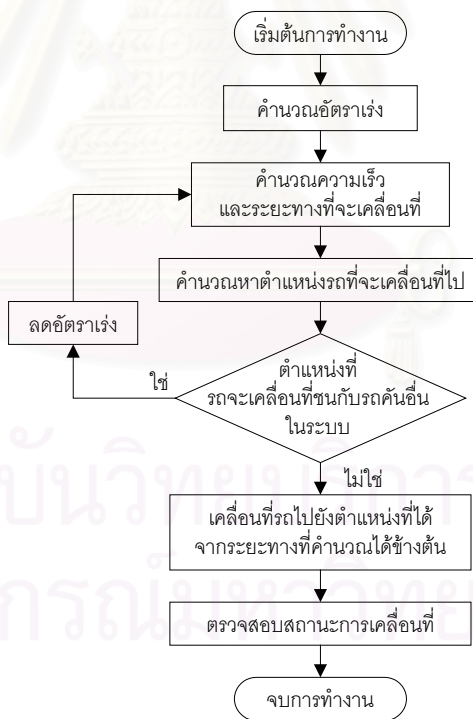 เริ่มต้นการทำงาน
คำนวณอัตราเร่ง
คำนวณความเร็ว
และระยะทางที่จะเคลื่อนที่
คำนวณหาตำแหน่งรถที่จะเคลื่อนที่ไป
ลดอัตราเร่ง
ใช่
ตำแหน่งที่
รถจะเคลื่อนที่ชนกับรถคันอื่น
ในระบบ
ไม่ใช่
เคลื่อนที่รถไปยังตำแหน่งที่ได้
จากระยะทางที่คำนวณได้ข้างต้น
ตรวจสอบสถานะการเคลื่อนที่
จบการทำงาน